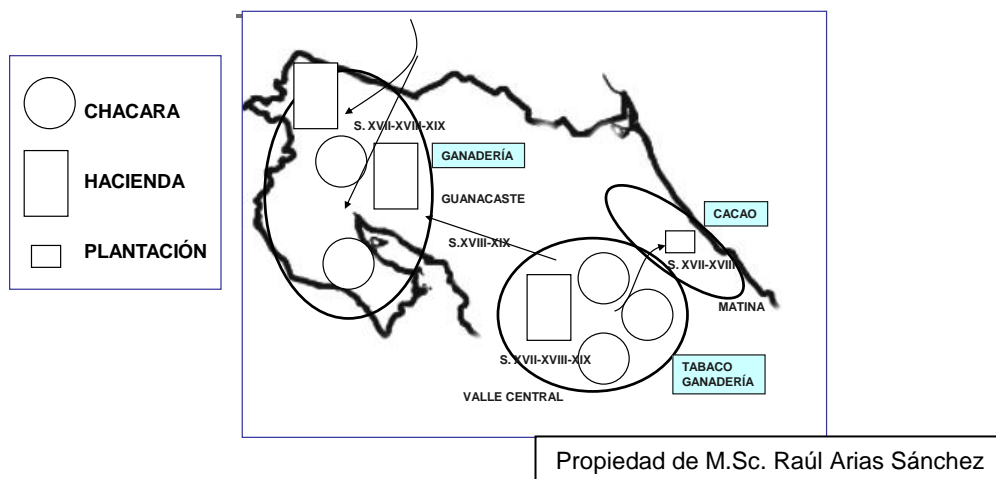 CHACARA
HACIENDA
PLANTACIÓN
S. XVII-XVIII-XIX
GANADERÍA
GUANACASTE
CACAO
S.XVIII-XIX
S. XVII-XVIII
MATINA
S. XVII-XVIII-XIX
TABACO
GANADERÍA
VALLE CENTRAL
Propiedad de M.Sc. Raúl Arias Sánchez